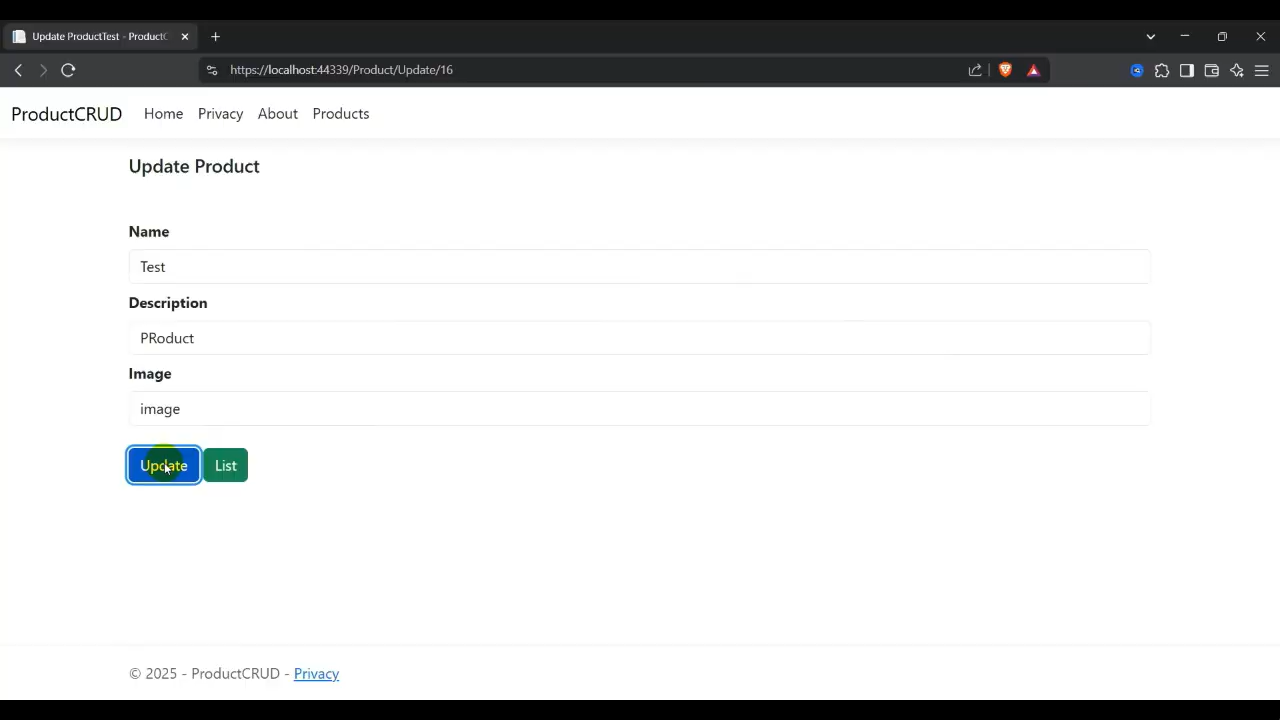 Update ProductTest - ProductC
https://localhost:44339/Product/Update/16
ProductCRUD Home Privacy About Products
Update Product
Name
Test
Description
PRoduct
Image
image
Update List
© 2025 - ProductCRUD - Privacy